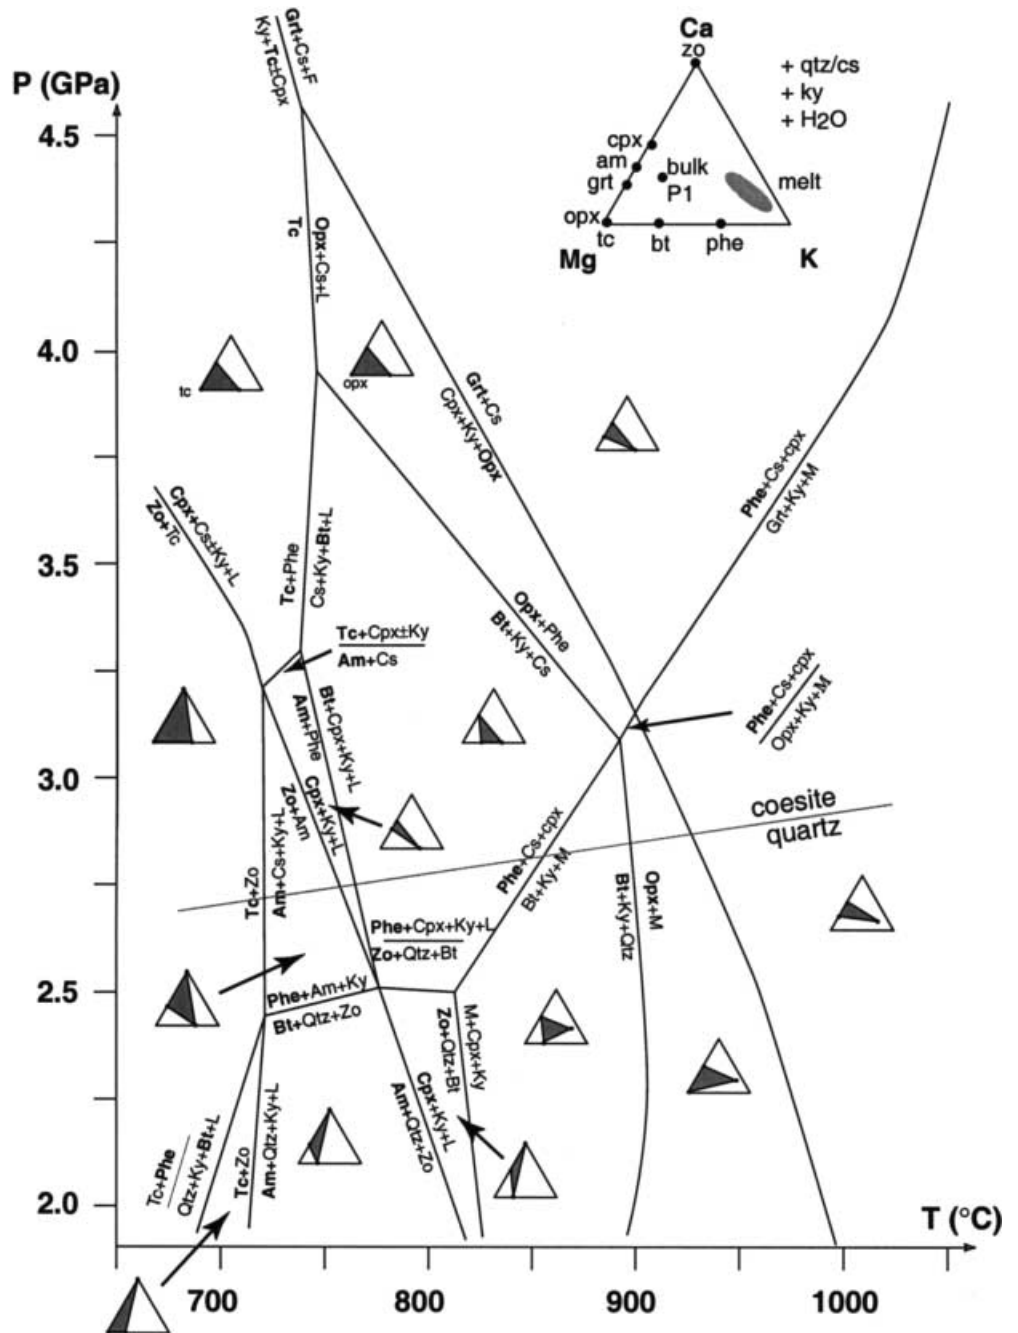 P (GPa)
4.5
4.0
3.5
3.0
2.5
2.0
700
800
900
1000
T (°C)
Ca
zo
+ qtz/cs
+ ky
+ H2O
cpx
am
grt
bulk
P1
melt
opx
tc
bt
phe
Mg
K
Grt+Cs+F
Ky+Tc±Cpx
Tc
Opx+Cs+L
tc
opx
Grt+Cs
Cpx+Ky+Opx
Phe+Cs+cpx
Grt+Ky+M
Cpx+Cs±Ky+L
Zo+Tc
Tc+Phe
Cs+Ky+Bt+L
Tc+Cpx±Ky
Am+Cs
Opx+Phe
Bt+Ky+Cs
Phe+Cs+cpx
Opx+Ky+M
Bt+Cpx+Ky+L
Am+Phe
Cpx+Ky+L
Zo+Am
coesite
quartz
Tc+Zo
Am+Cs+Ky+L
Phe+Cs+cpx
Bt+Ky+M
Opx+M
Bt+Ky+Qtz
Phe+Cpx+Ky+L
Zo+Qtz+Bt
Phe+Am+Ky
Bt+Qtz+Zo
M+Cpx+Ky
Zo+Qtz+Bt
Cpx+Ky+L
Am+Qtz+Zo
Tc+Phe
Qtz+Ky+Bt+L
Tc+Zo
Am+Qtz+Ky+L